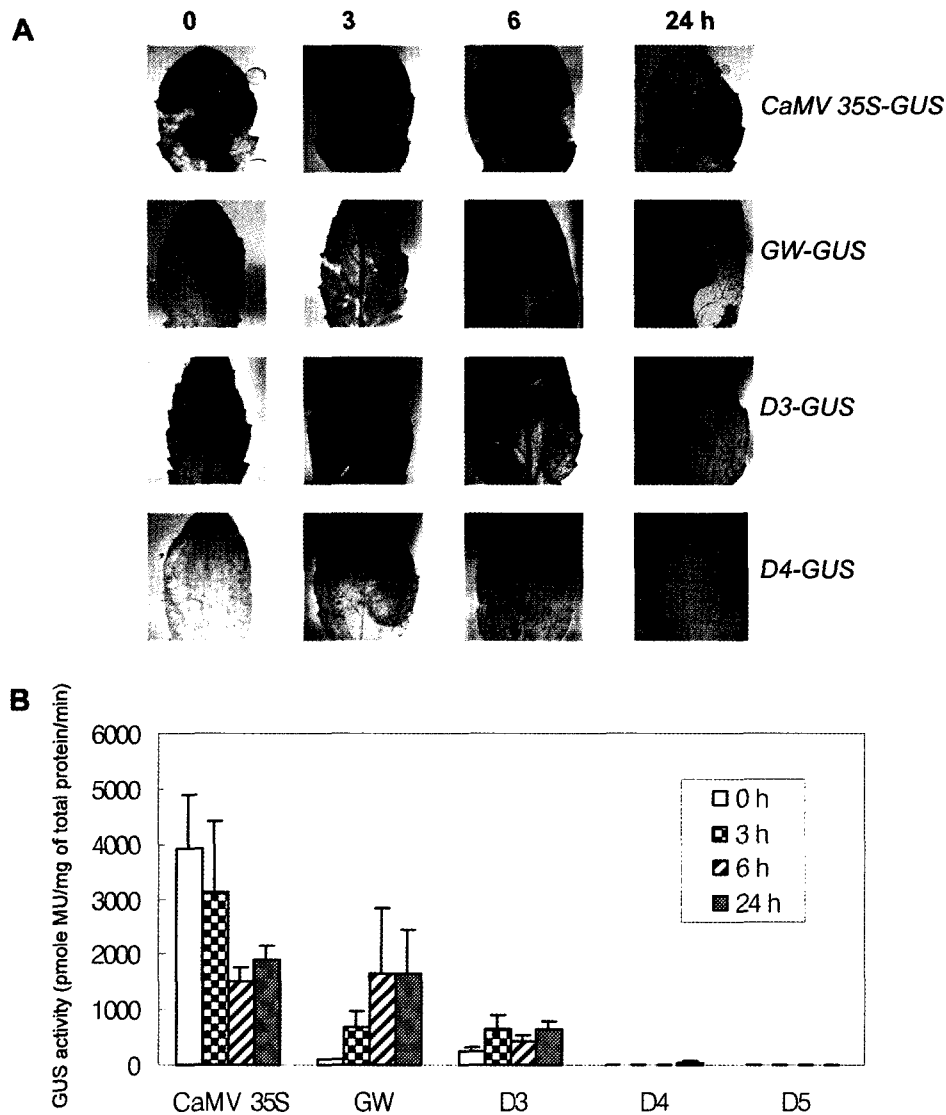 A
0 3 6 24 h
CaMV 35S-GUS
GW-GUS
D3-GUS
D4-GUS
B
GUS activity (pmole MU/mg of total protein/min)
6000
5000
4000
3000
2000
1000
0
0 h
3 h
6 h
24 h
CaMV 35S GW D3 D4 D5